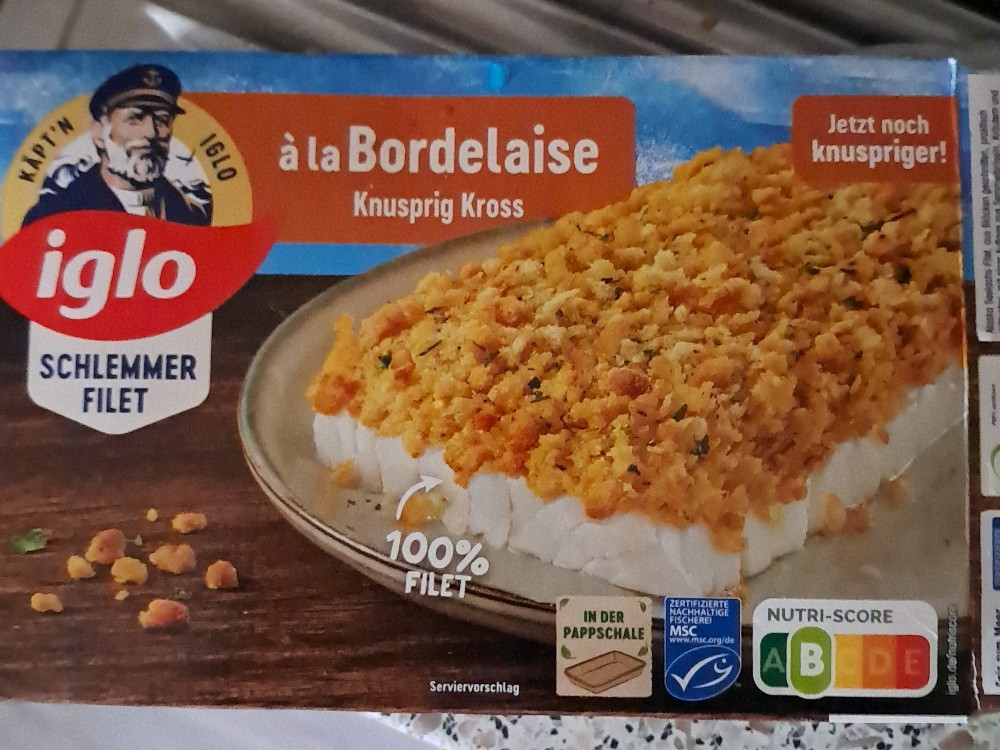 KÄPT'N IGLO
iglo
SCHLEMMER
FILET
à la Bordelaise
Knusprig Kross
Jetzt noch
knuspriger!
100%
FILET
IN DER
PAPPSCHALE
ZERTIFIZIERTE
NACHHALTIGE
FISCHEREI
MSC
www.msc.org/de
NUTRI-SCORE
A B C D E
Serviervorschlag